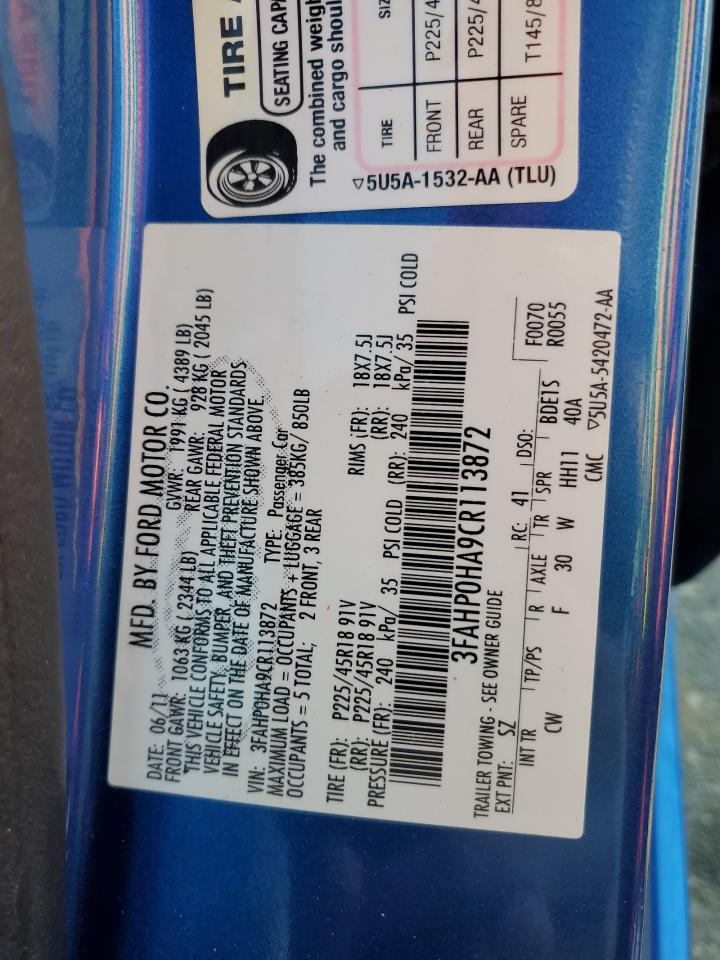 TIRE
SEATING CAP
The combined weigh
and cargo shoul
TIRE SIZ
FRONT P225/4
REAR P225/4
SPARE T145/8
▽5U5A-1532-AA (TLU)
MFD. BY FORD MOTOR CO.
DATE: 06/11 GVWR: 1991 KG ( 4389 LB)
FRONT GAWR: 1063 KG ( 2344 LB) REAR GAWR: 928 KG ( 2045 LB)
THIS VEHICLE CONFORMS TO ALL APPLICABLE FEDERAL MOTOR
VEHICLE SAFETY, BUMPER, AND THEFT PREVENTION STANDARDS
IN EFFECT ON THE DATE OF MANUFACTURE SHOWN ABOVE.
VIN: 3FAHP0HA9CR113872 TYPE: Passenger Car
MAXIMUM LOAD = OCCUPANTS + LUGGAGE = 385KG/ 850LB
OCCUPANTS = 5 TOTAL; 2 FRONT, 3 REAR
TIRE (FR): P225/45R18 91V RIMS (FR): 18X7.5J
(RR): P225/45R18 91V (RR): 18X7.5J
PRESSURE (FR): 240 kPa/ 35 PSI COLD (RR): 240 kPa/ 35 PSI COLD
3FAHP0HA9CR113872
TRAILER TOWING - SEE OWNER GUIDE
EXT PNT: SZ RC: 41 DSO: F0070
INT TR TP/PS R AXLE TR SPR BDE1S R0055
CW F 30 W HH11 40A
CMC ▽5U5A-5420472-AA